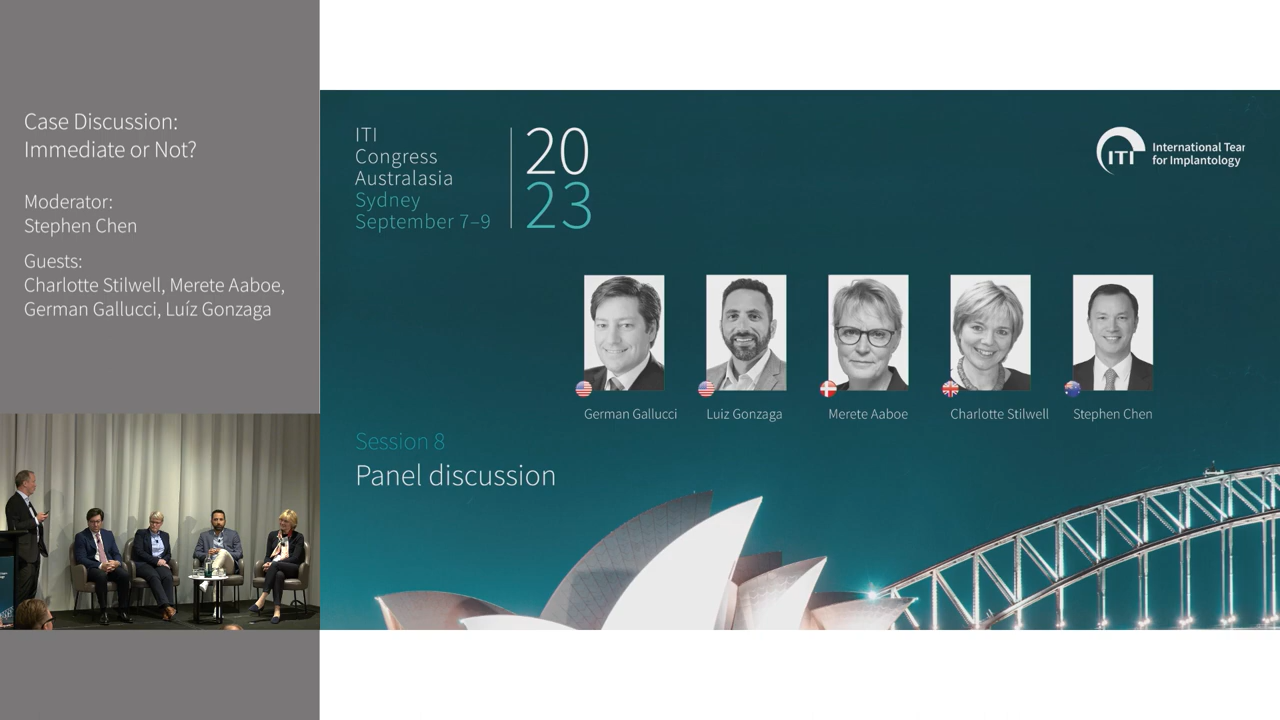 Case Discussion:
Immediate or Not?
Moderator:
Stephen Chen
Guests:
Charlotte Stilwell, Merete Aaboe,
German Gallucci, Luíz Gonzaga
ITI
Congress
Australasia
Sydney
September 7–9
20
23
ITI
International Tear
for Implantology
German Gallucci
Luiz Gonzaga
Merete Aaboe
Charlotte Stilwell
Stephen Chen
Session 8
Panel discussion